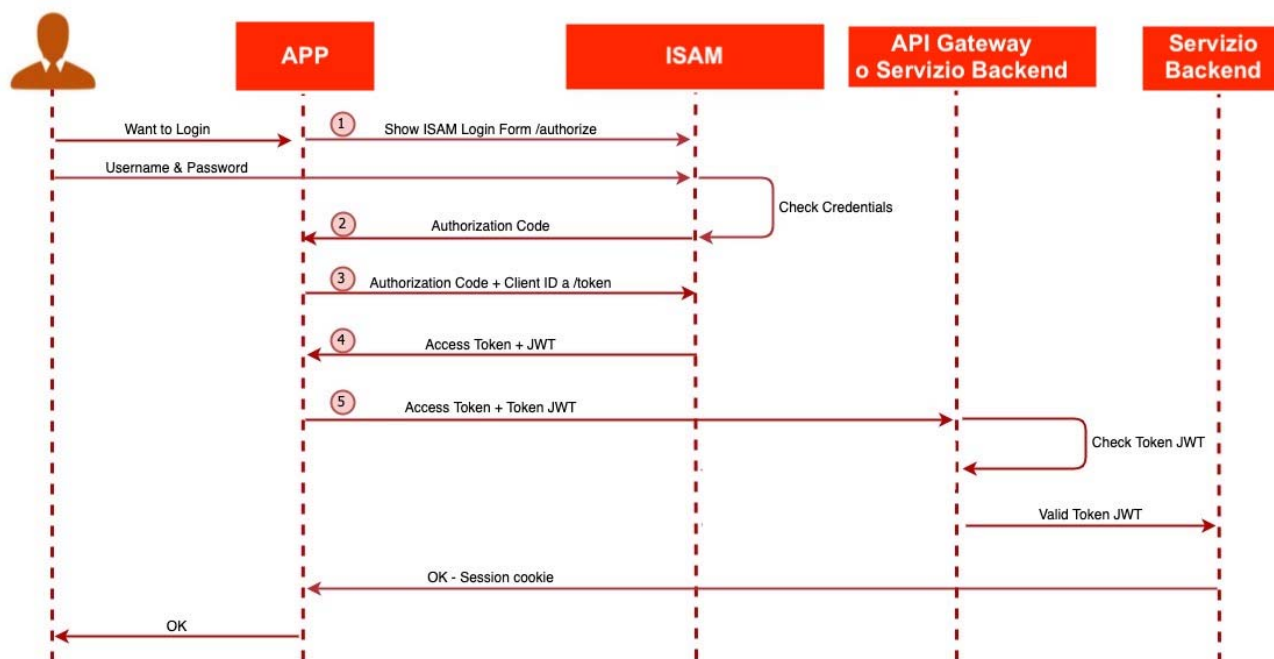 APP
ISAM
API Gateway
o Servizio Backend
Servizio
Backend
Want to Login
1
Show ISAM Login Form /authorize
Username & Password
Check Credentials
2
Authorization Code
3
Authorization Code + Client ID a /token
4
Access Token + JWT
5
Access Token + Token JWT
Check Token JWT
Valid Token JWT
OK - Session cookie
OK